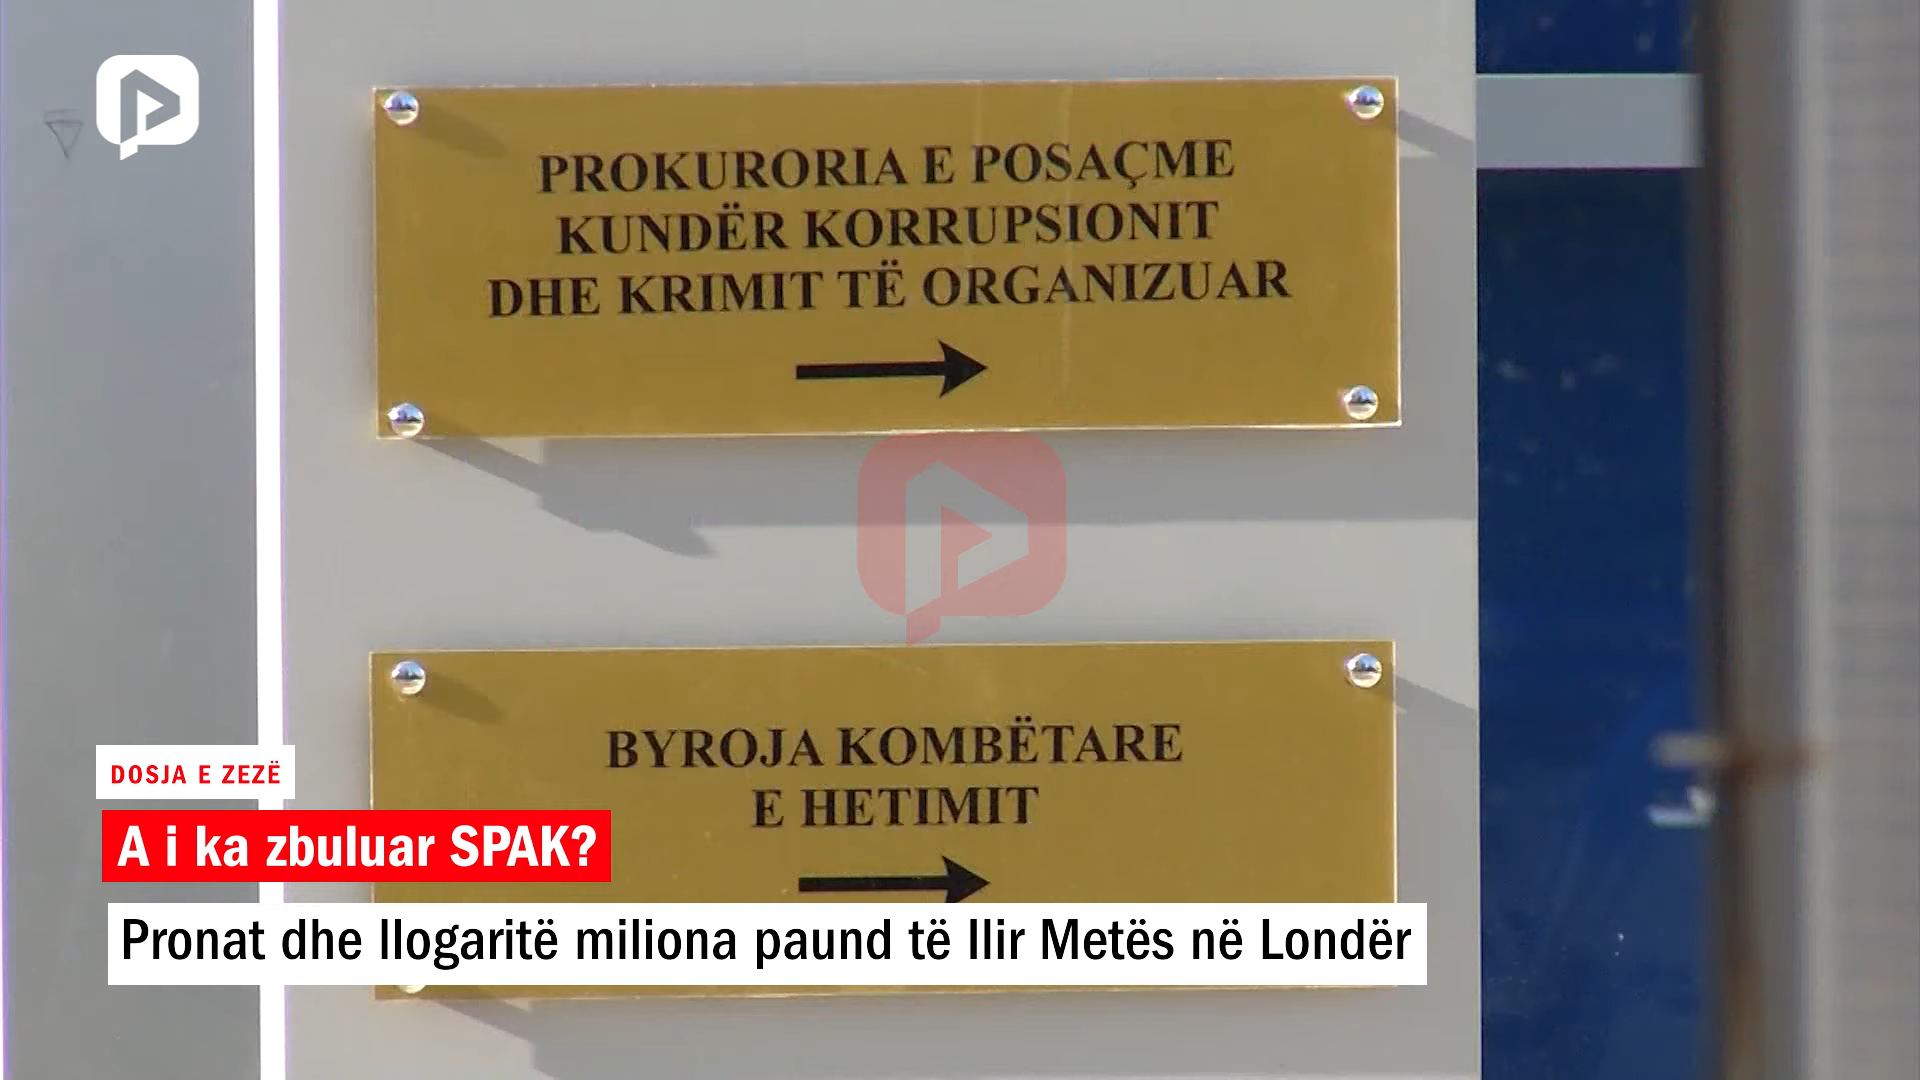 PROKURORIA E POSAÇME
KUNDËR KORRUPSIONIT
DHE KRIMIT TË ORGANIZUAR
BYROJA KOMBËTARE
E HETIMIT
DOSJA E ZEZË
A i ka zbuluar SPAK?
Pronat dhe llogaritë miliona paund të Ilir Metës në Londër